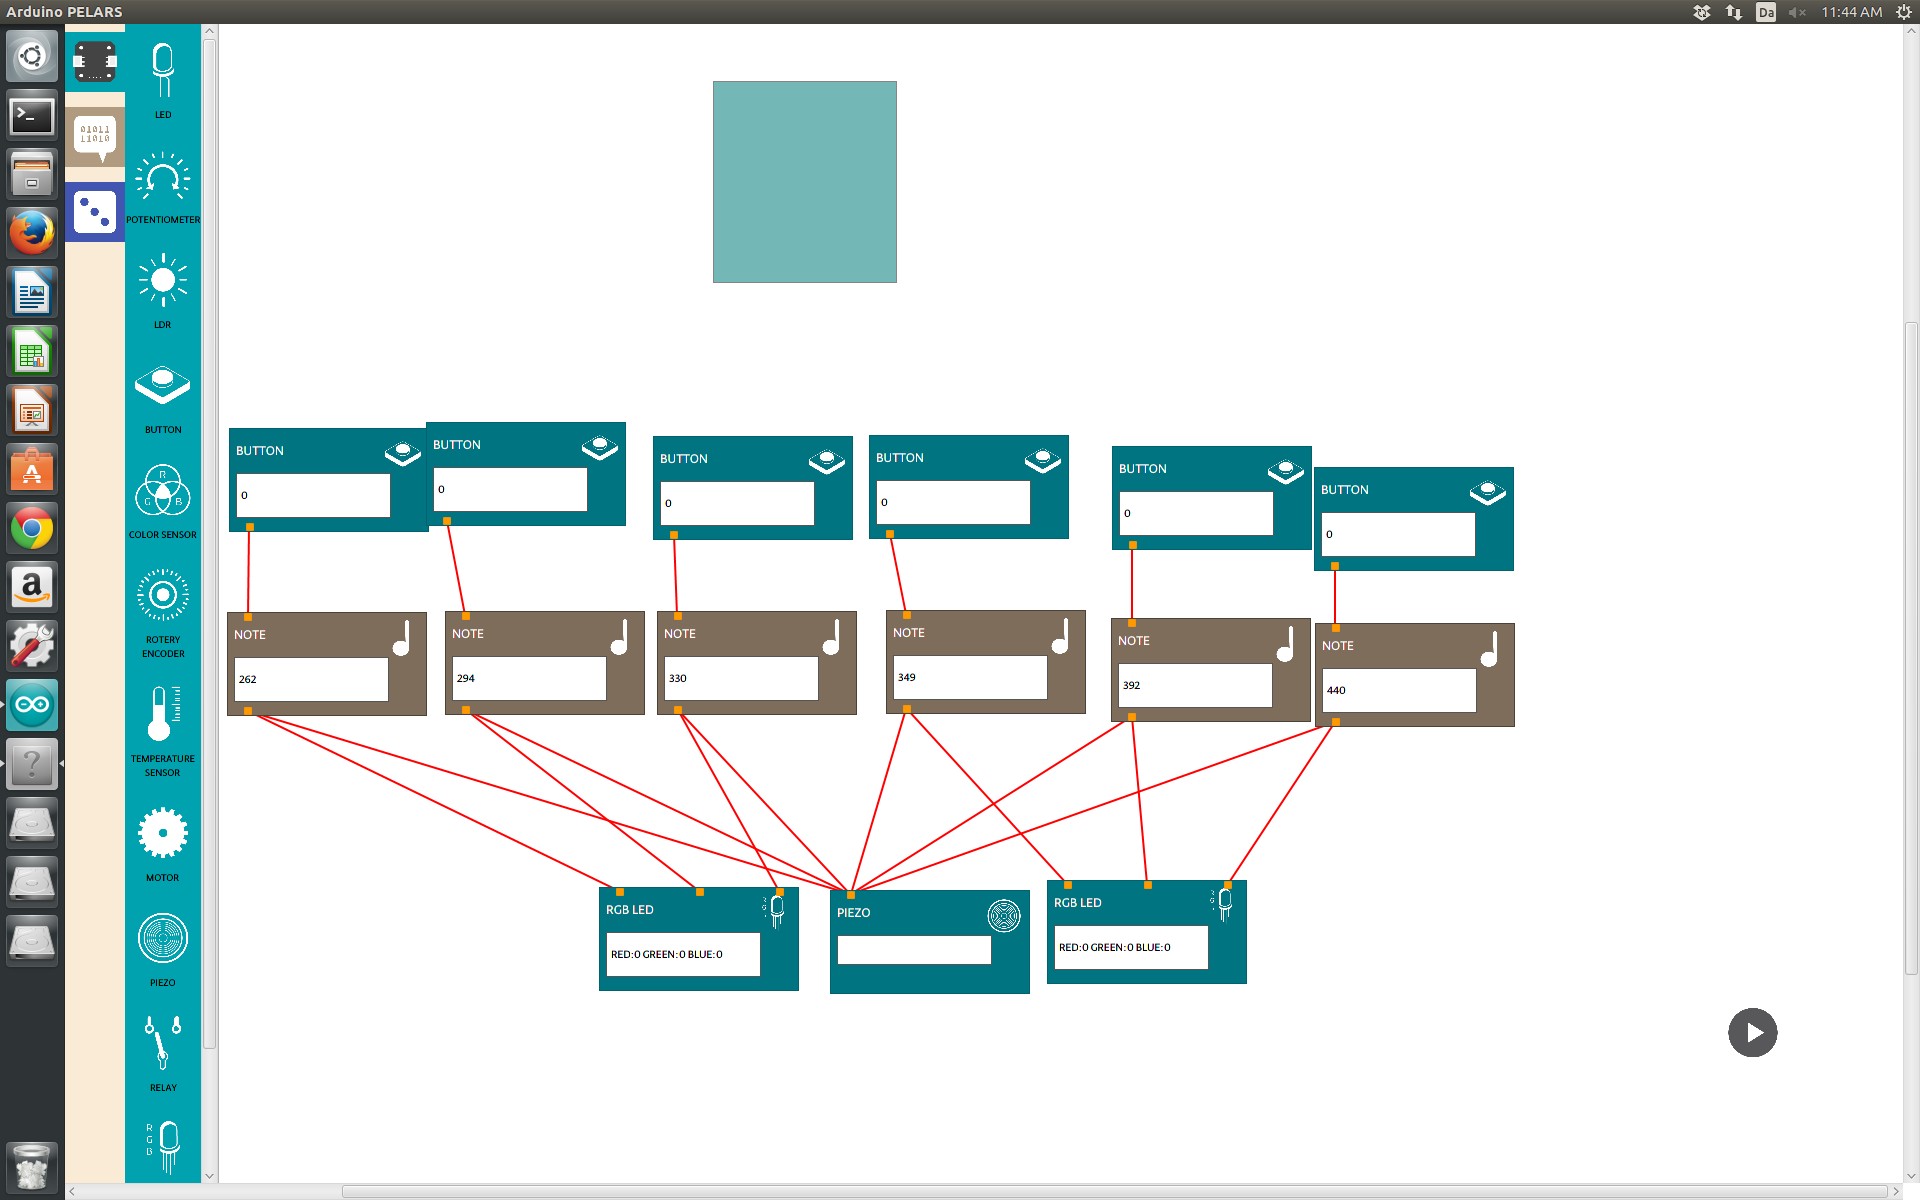 Arduino PELARS
Da
11:44 AM
01011
11010
LED
POTENTIOMETER
LDR
BUTTON
R
G B
COLOR SENSOR
ROTERY
ENCODER
TEMPERATURE
SENSOR
MOTOR
PIEZO
RELAY
R
G
B
BUTTON
0
BUTTON
0
BUTTON
0
BUTTON
0
BUTTON
0
BUTTON
0
NOTE
262
NOTE
294
NOTE
330
NOTE
349
NOTE
392
NOTE
440
RGB LED
RED:0 GREEN:0 BLUE:0
PIEZO
RGB LED
RED:0 GREEN:0 BLUE:0